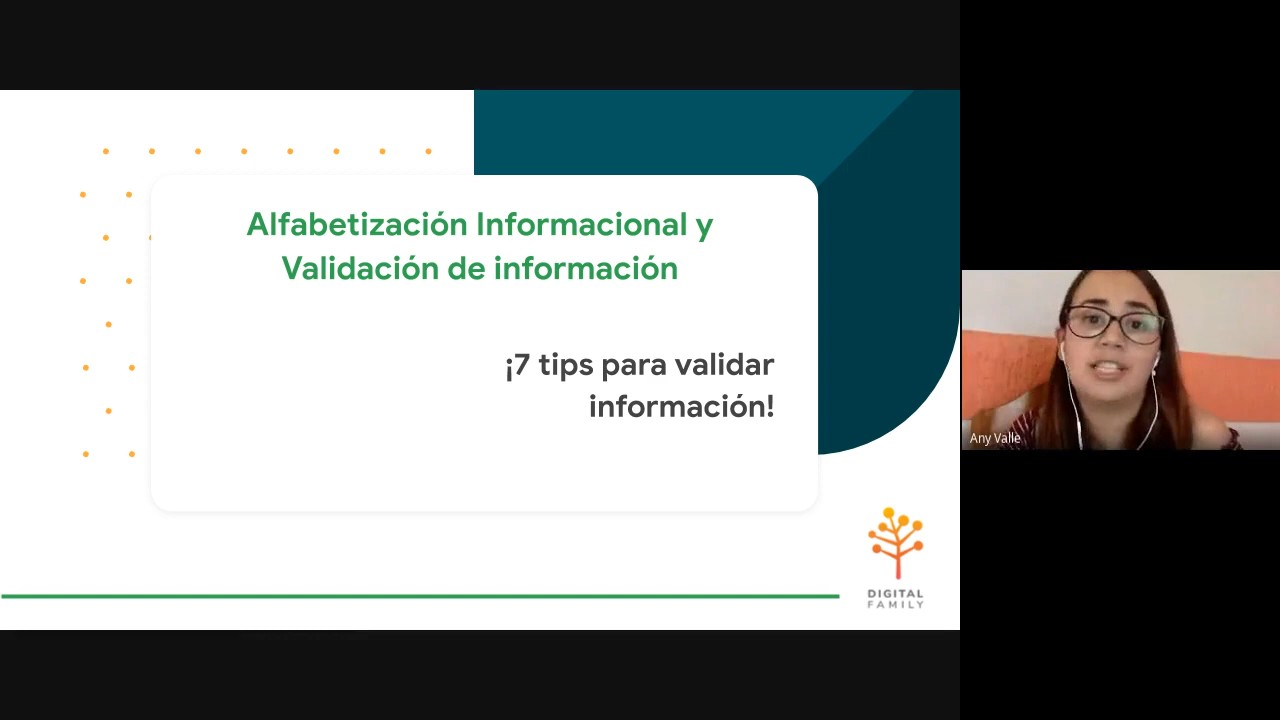 Alfabetización Informacional y
Validación de información
¡7 tips para validar
información!
DIGITAL
FAMILY
Any Valle